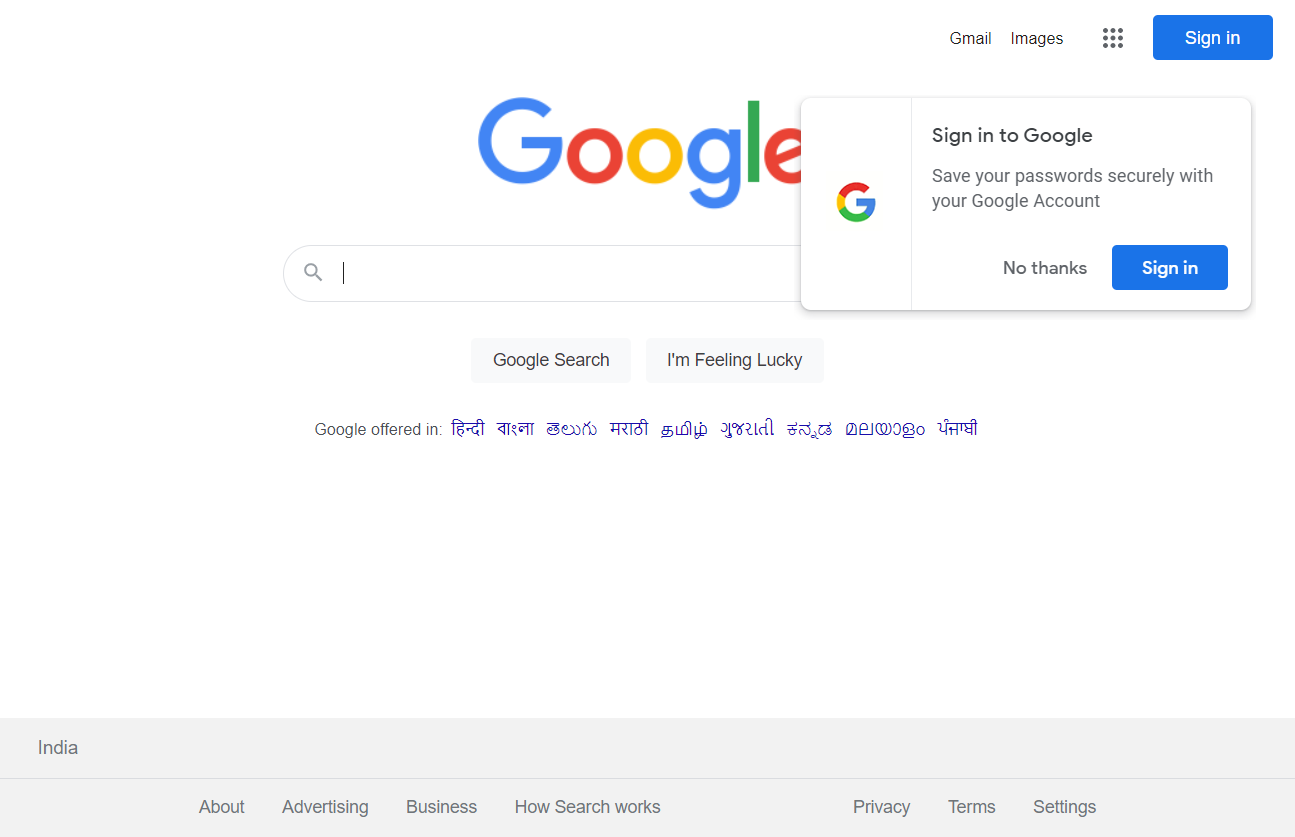 Gmail Images Sign in
Google
Sign in to Google
Save your passwords securely with
your Google Account
No thanks Sign in
Google Search I'm Feeling Lucky
Google offered in: हिन्दी বাংলা తెలుగు मराठी தமிழ் ગુજરાતી ಕನ್ನಡ മലയാളം ਪੰਜਾਬੀ
India
About Advertising Business How Search works Privacy Terms Settings